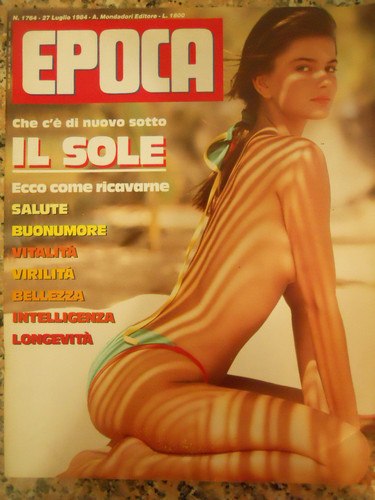 N. 1764 - 27 Luglio 1984 - A. Mondadori Editore - L. 1800
EPOCA
Che c'è di nuovo sotto
IL SOLE
Ecco come ricavarne
SALUTE
BUONUMORE
VITALITÀ
VIRILITÀ
BELLEZZA
INTELLIGENZA
LONGEVITÀ